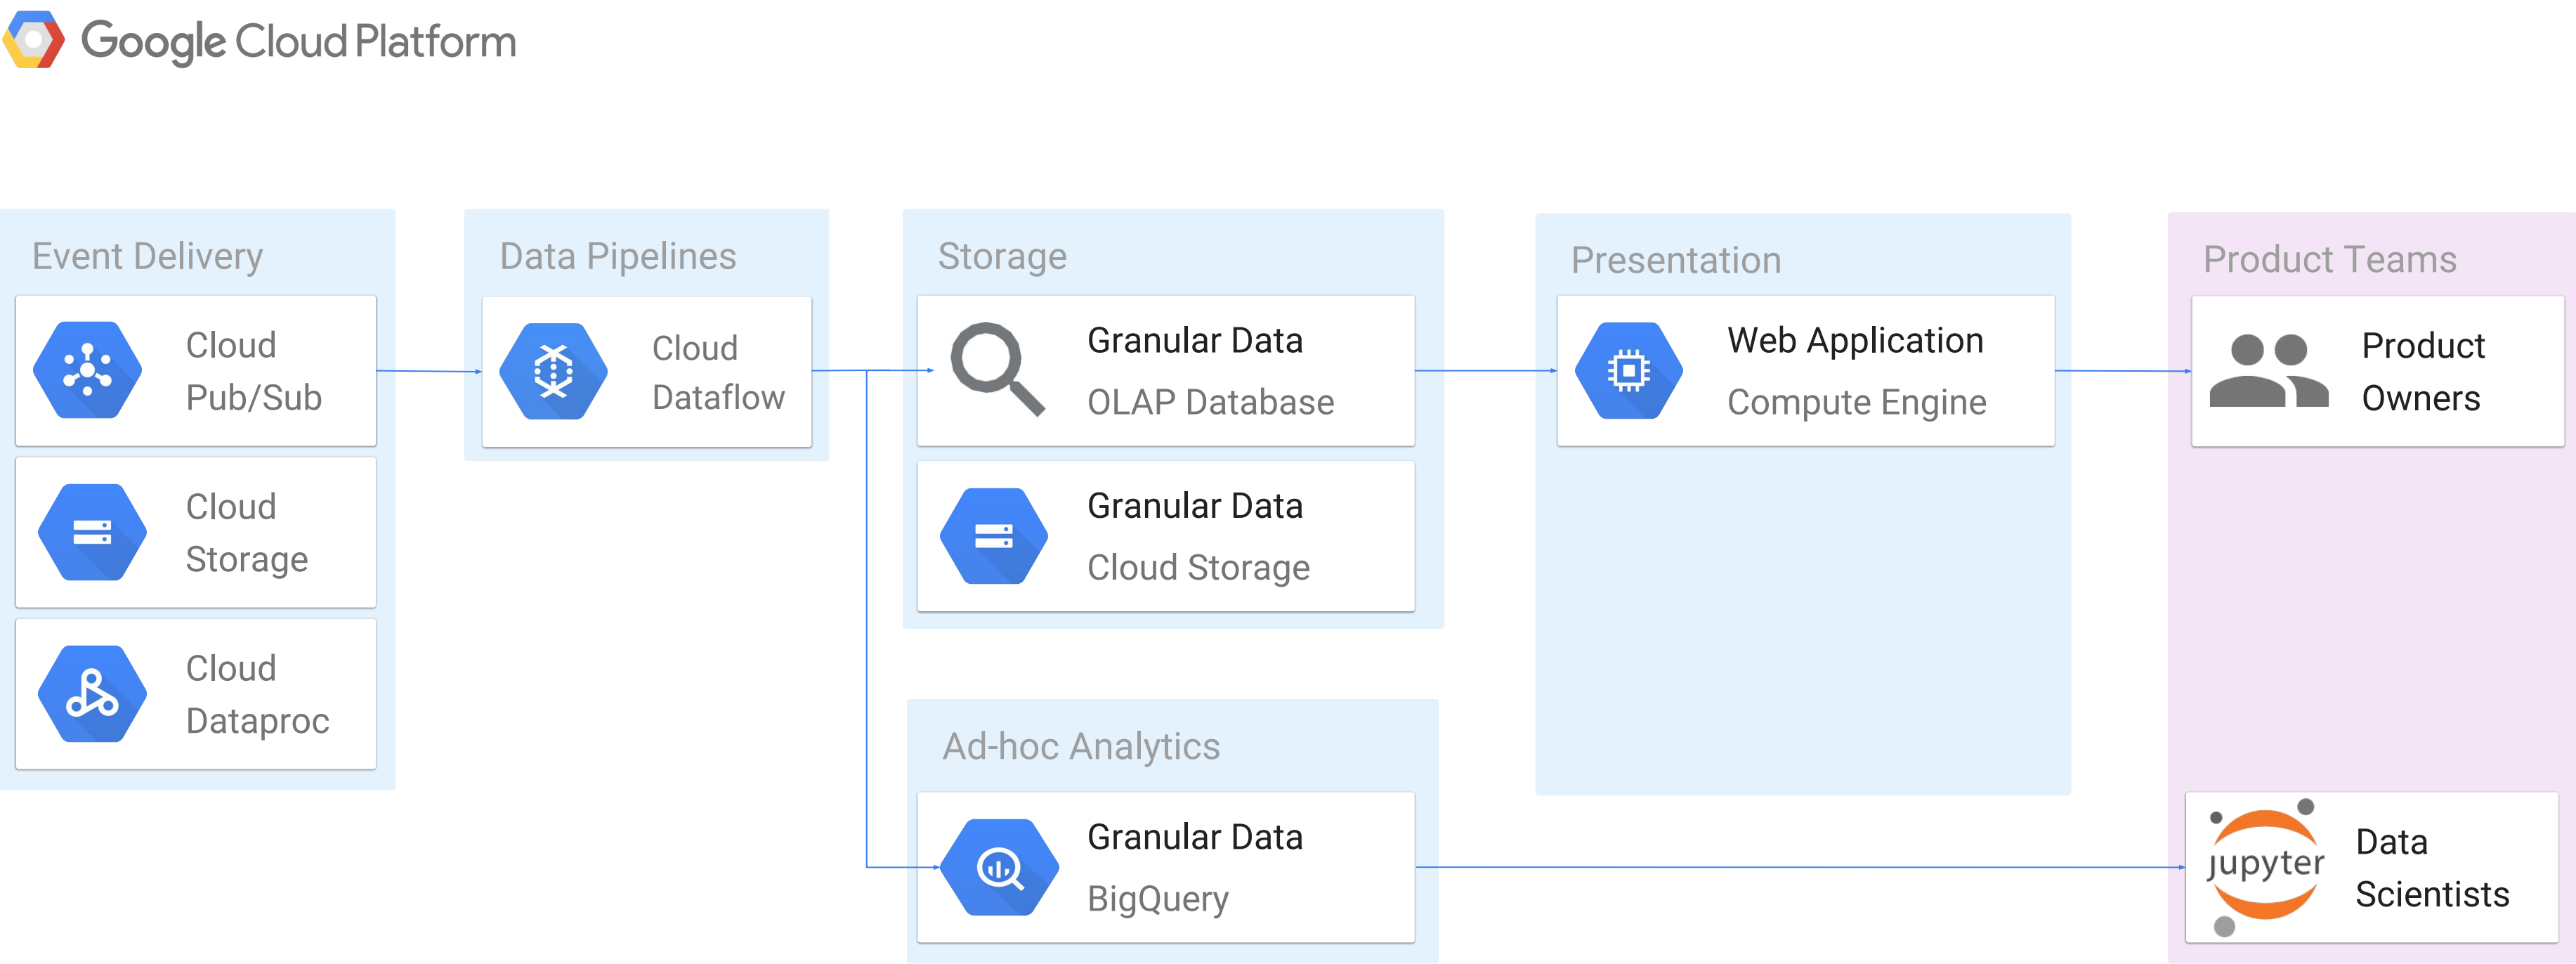 Google Cloud Platform
Event Delivery
Cloud
Pub/Sub
Cloud
Storage
Cloud
Dataproc
Data Pipelines
Cloud
Dataflow
Storage
Granular Data
OLAP Database
Granular Data
Cloud Storage
Ad-hoc Analytics
Granular Data
BigQuery
Presentation
Web Application
Compute Engine
Product Teams
Product
Owners
jupyter
Data
Scientists